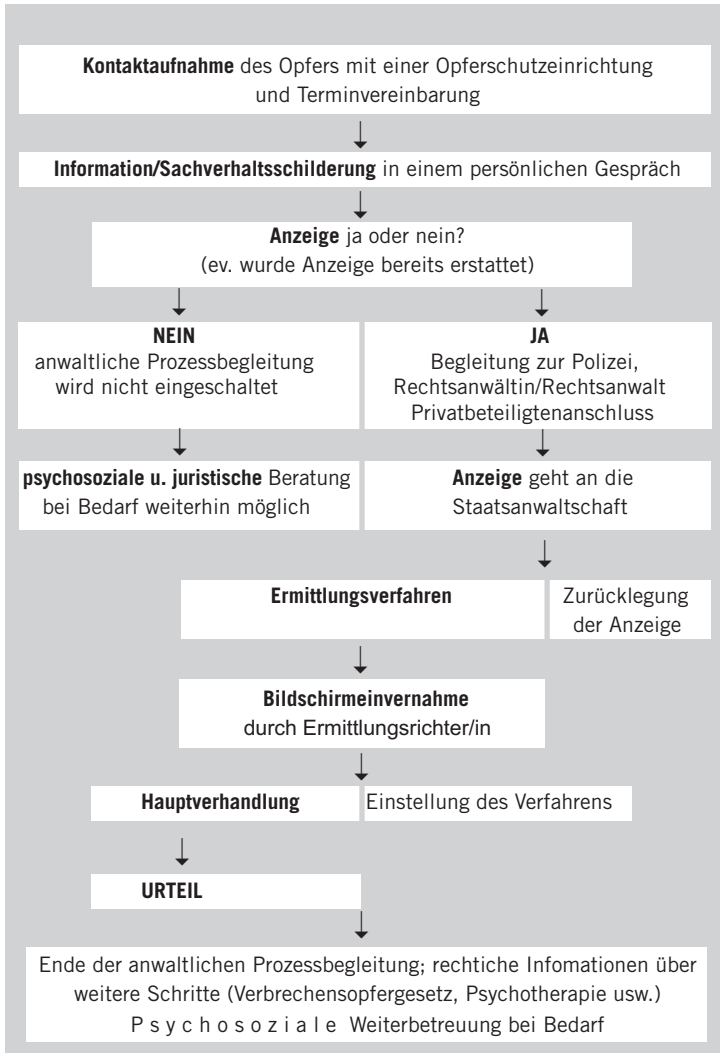 Kontaktaufnahme des Opfers mit einer Opferschutzeinrichtung
und Terminvereinbarung
Information/Sachverhaltsschilderung in einem persönlichen Gespräch
Anzeige ja oder nein?
(ev. wurde Anzeige bereits erstattet)
NEIN
anwaltliche Prozessbegleitung
wird nicht eingeschaltet
JA
Begleitung zur Polizei,
Rechtsanwältin/Rechtsanwalt
Privatbeteiligtenanschluss
psychosoziale u. juristische Beratung
bei Bedarf weiterhin möglich
Anzeige geht an die
Staatsanwaltschaft
Ermittlungsverfahren
Zurücklegung
der Anzeige
Bildschirmeinvernahme
durch Ermittlungsrichter/in
Hauptverhandlung
Einstellung des Verfahrens
URTEIL
Ende der anwaltlichen Prozessbegleitung; rechtiche Infomationen über
weitere Schritte (Verbrechensopfergesetz, Psychotherapie usw.)
P s y c h o s o z i a l e Weiterbetreuung bei Bedarf